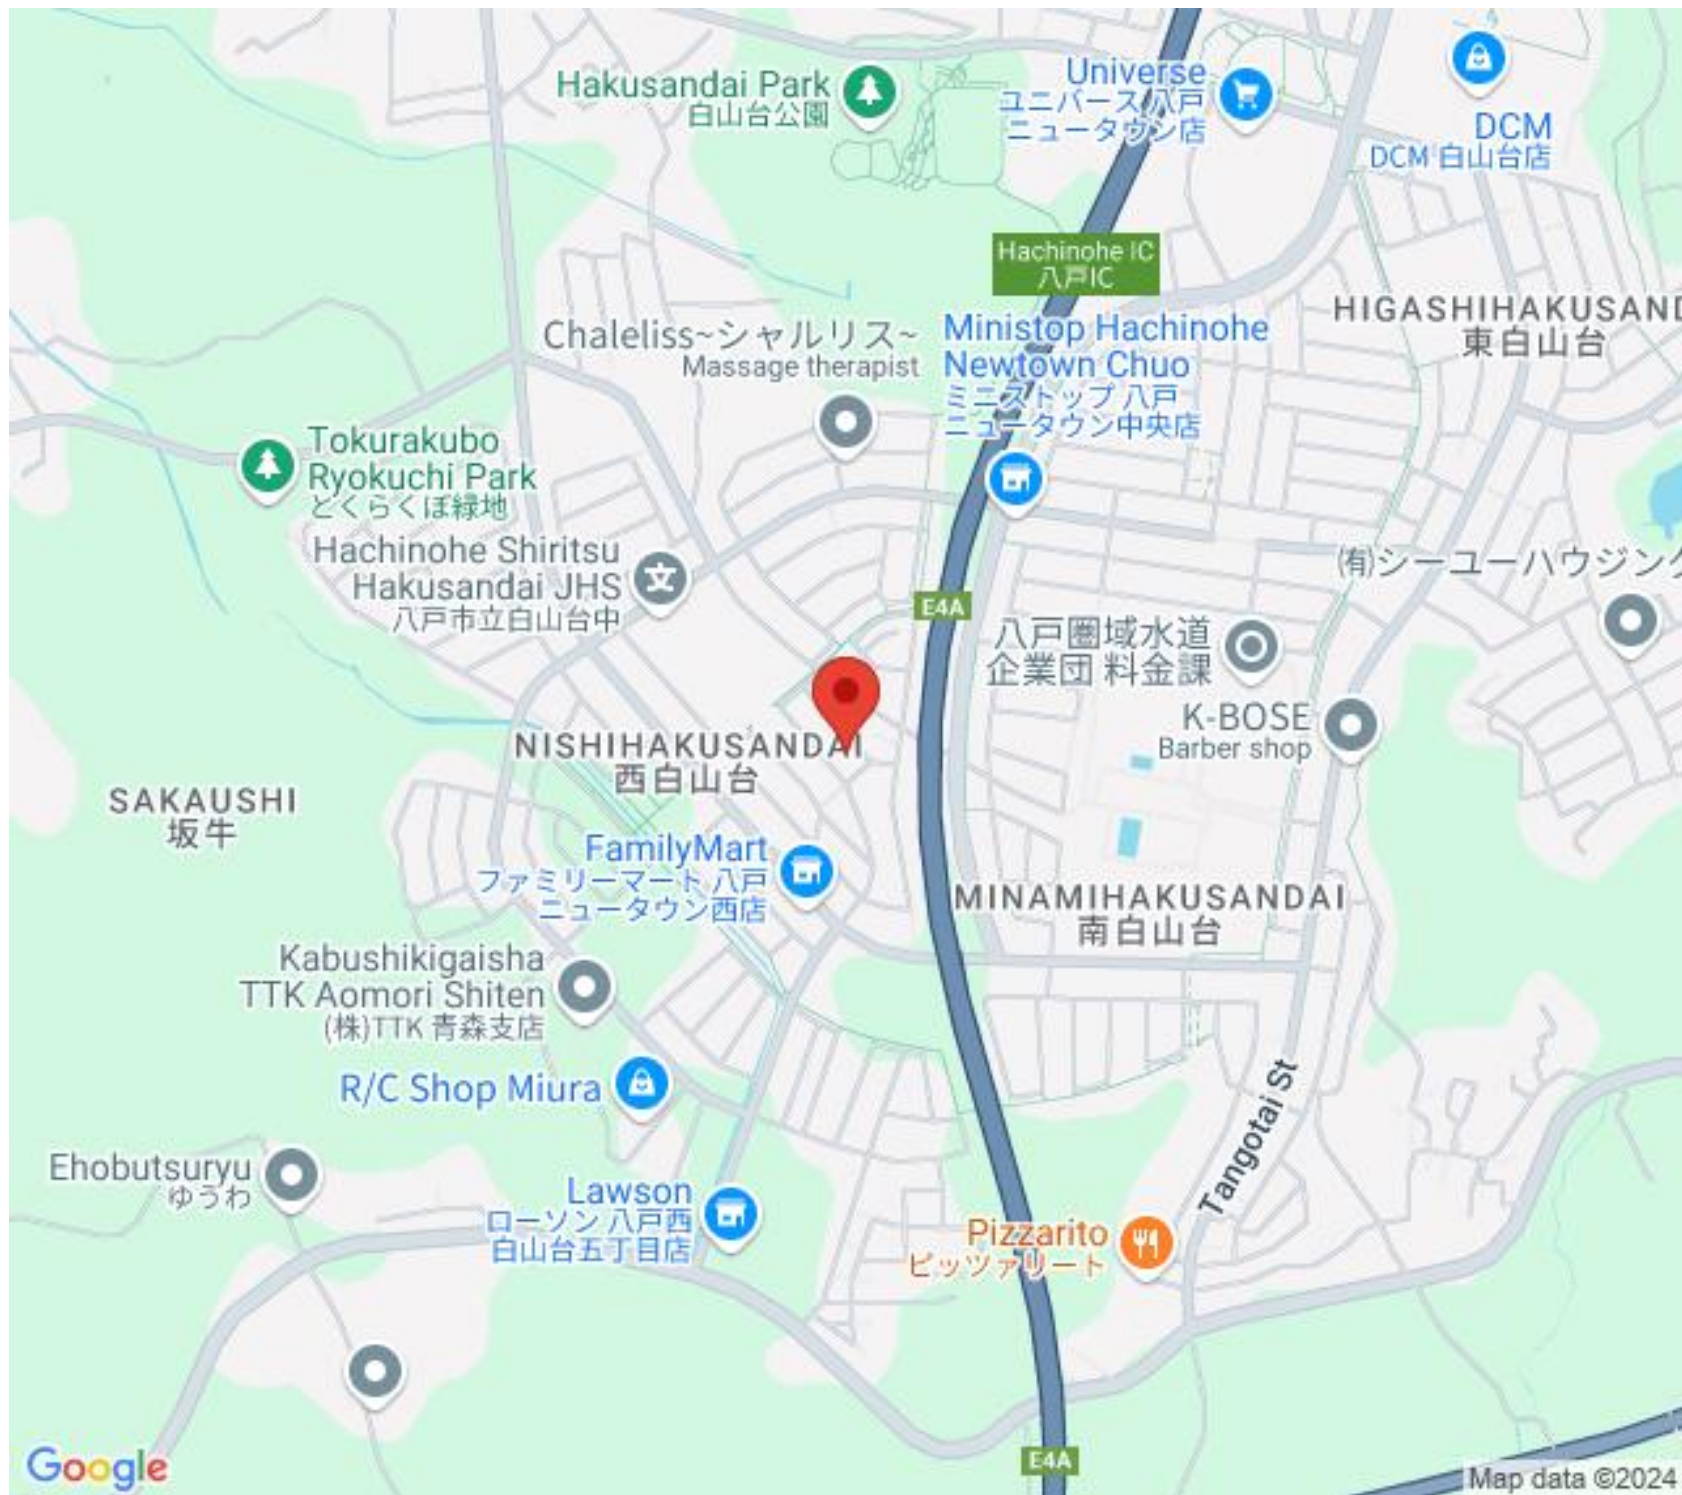 Hakusandai Park
白山台公園
Universe
ユニバース 八戸
ニュータウン店
DCM
DCM 白山台店
Hachinohe IC
八戸IC
HIGASHIHAKUSAND
東白山台
Chaleliss~シャルリス~
Massage therapist
Ministop Hachinohe
Newtown Chuo
ミニストップ 八戸
ニュータウン中央店
Tokurakubo
Ryokuchi Park
とくらくぼ緑地
Hachinohe Shiritsu
Hakusandai JHS
八戸市立白山台中
E4A
(有)シーユーハウジング
八戸圏域水道
企業団 料金課
K-BOSE
Barber shop
NISHIHAKUSANDAI
西白山台
SAKAUSHI
坂牛
FamilyMart
ファミリーマート 八戸
ニュータウン西店
MINAMIHAKUSANDAI
南白山台
Kabushikigaisha
TTK Aomori Shiten
(株)TTK 青森支店
R/C Shop Miura
Tangotai St
Ehobutsuryu
ゆうわ
Lawson
ローソン 八戸西
白山台五丁目店
Pizzarito
ピッツァリート
E4A
Google
Map data ©2024